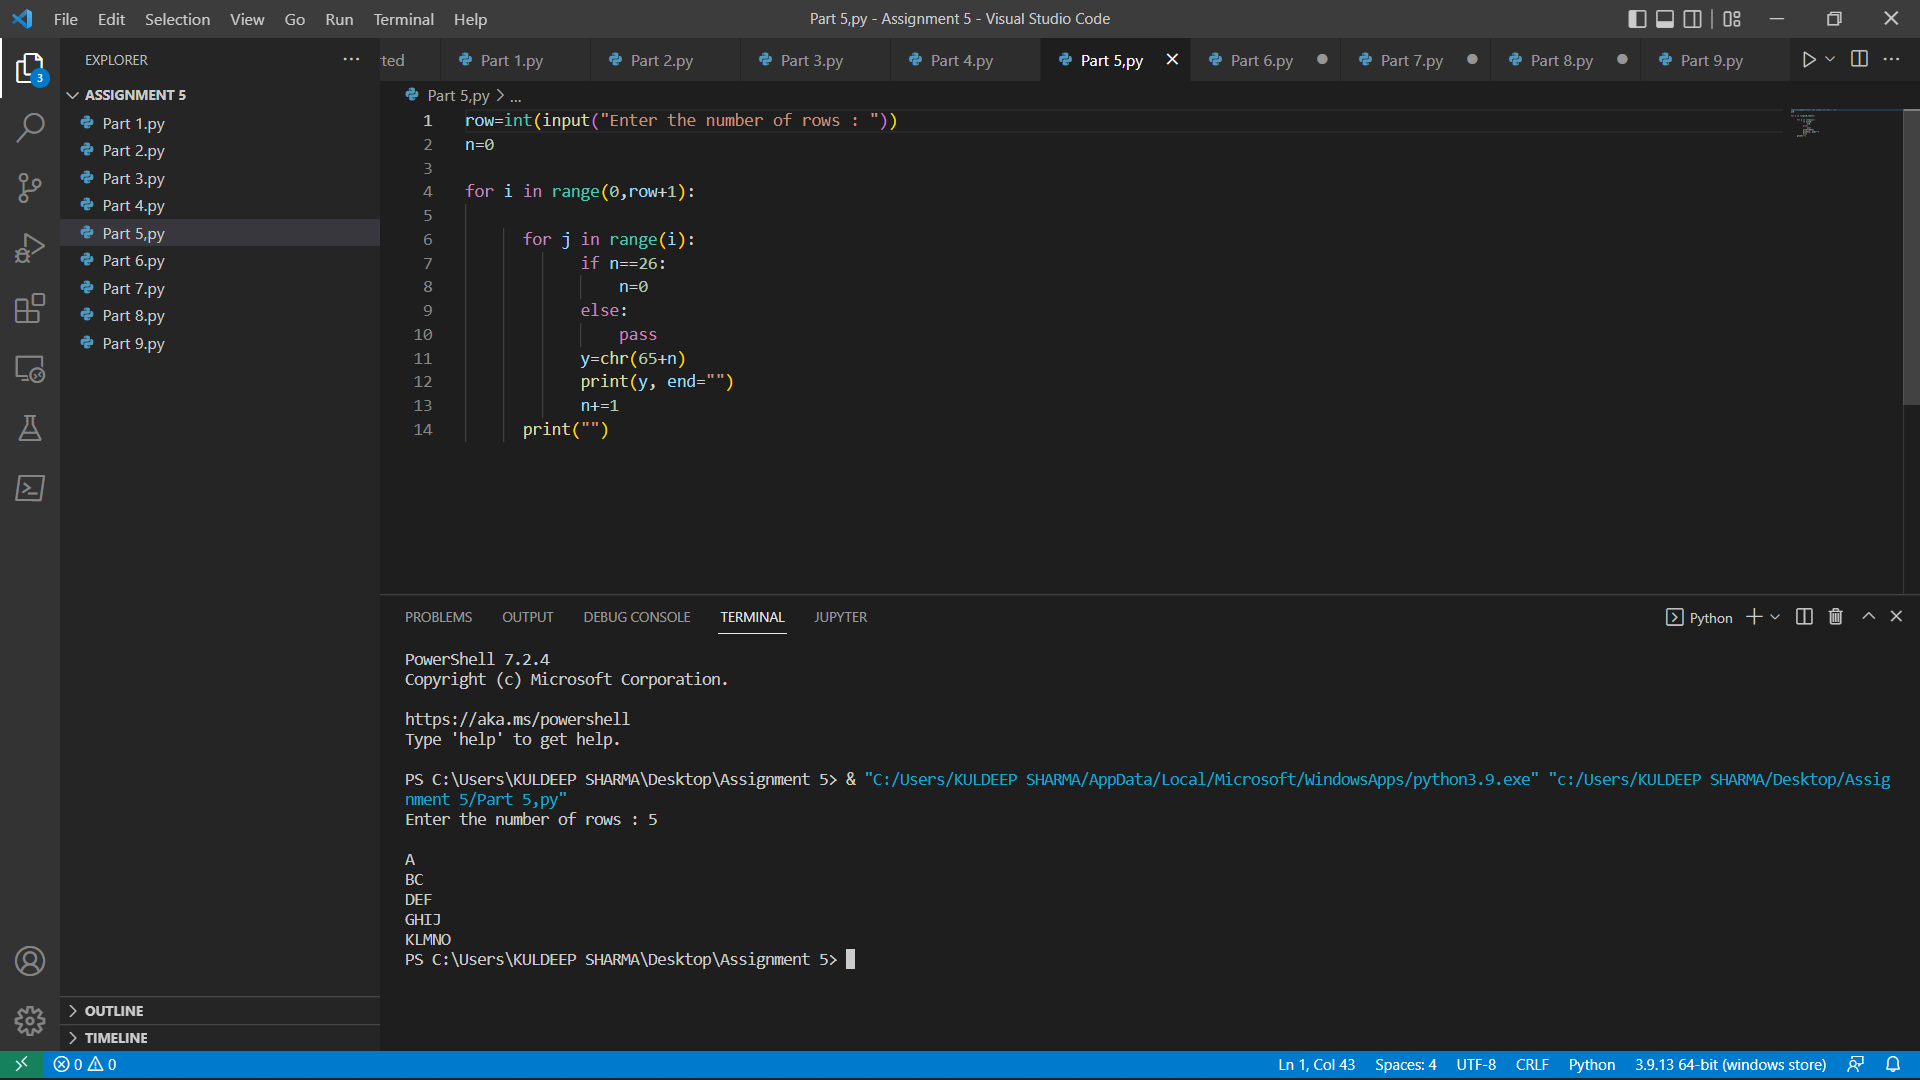 File Edit Selection View Go Run Terminal Help
Part 5,py - Assignment 5 - Visual Studio Code
EXPLORER
3
ASSIGNMENT 5
Part 1.py
Part 2.py
Part 3.py
Part 4.py
Part 5,py
Part 6.py
Part 7.py
Part 8.py
Part 9.py
OUTLINE
TIMELINE
rted Part 1.py Part 2.py Part 3.py Part 4.py Part 5,py Part 6.py Part 7.py Part 8.py Part 9.py
Part 5,py > ...
1 row=int(input("Enter the number of rows : "))
2 n=0
3
4 for i in range(0,row+1):
5
6 for j in range(i):
7 if n==26:
8 n=0
9 else:
10 pass
11 y=chr(65+n)
12 print(y, end="")
13 n+=1
14 print("")
PROBLEMS OUTPUT DEBUG CONSOLE TERMINAL JUPYTER
Python
PowerShell 7.2.4
Copyright (c) Microsoft Corporation.
https://aka.ms/powershell
Type 'help' to get help.
PS C:\Users\KULDEEP SHARMA\Desktop\Assignment 5> & "C:/Users/KULDEEP SHARMA/AppData/Local/Microsoft/WindowsApps/python3.9.exe" "c:/Users/KULDEEP SHARMA/Desktop/Assig
nment 5/Part 5,py"
Enter the number of rows : 5
A
BC
DEF
GHIJ
KLMNO
PS C:\Users\KULDEEP SHARMA\Desktop\Assignment 5>
0 0
Ln 1, Col 43 Spaces: 4 UTF-8 CRLF Python 3.9.13 64-bit (windows store)